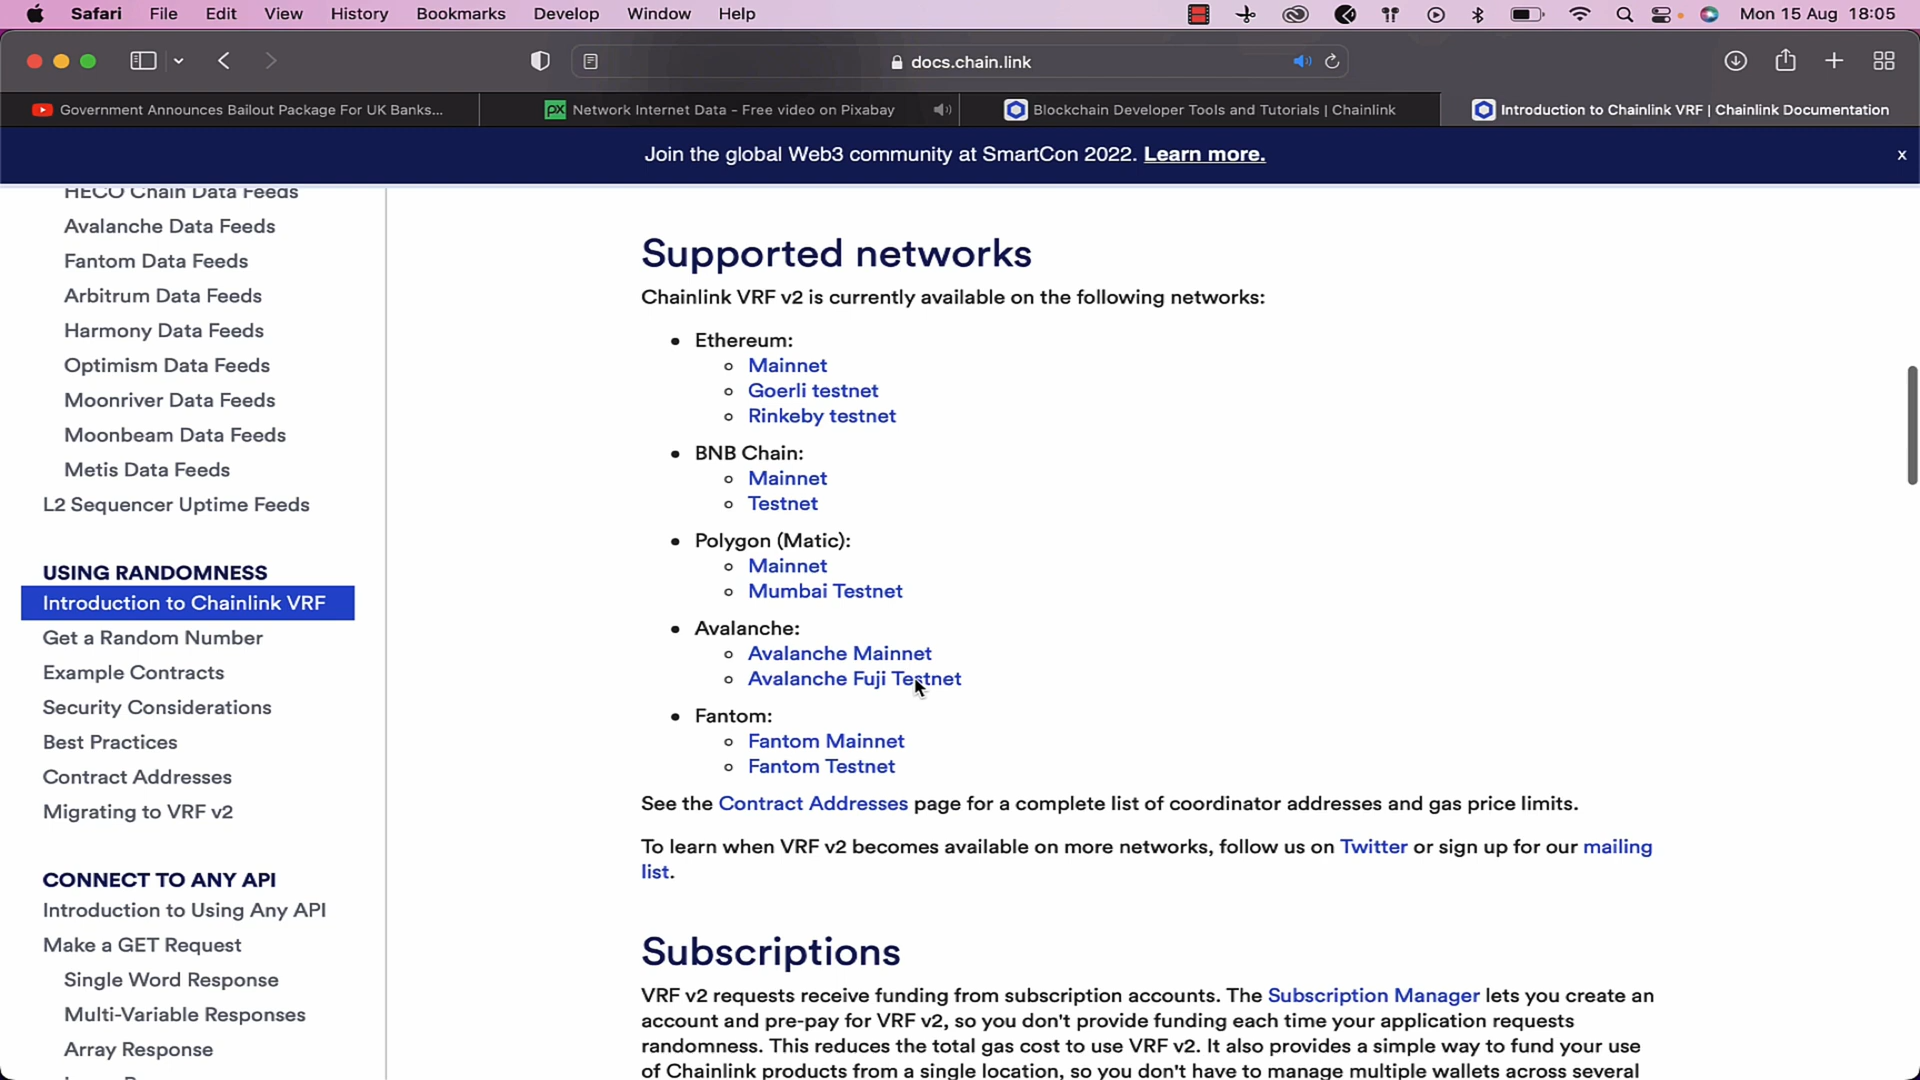 Safari File Edit View History Bookmarks Develop Window Help Mon 15 Aug 18:05
docs.chain.link
Government Announces Bailout Package For UK Banks...
px Network Internet Data - Free video on Pixabay
Blockchain Developer Tools and Tutorials | Chainlink
Introduction to Chainlink VRF | Chainlink Documentation
Join the global Web3 community at SmartCon 2022. Learn more. x
HECO Chain Data Feeds
Avalanche Data Feeds
Fantom Data Feeds
Arbitrum Data Feeds
Harmony Data Feeds
Optimism Data Feeds
Moonriver Data Feeds
Moonbeam Data Feeds
Metis Data Feeds
L2 Sequencer Uptime Feeds
USING RANDOMNESS
Introduction to Chainlink VRF
Get a Random Number
Example Contracts
Security Considerations
Best Practices
Contract Addresses
Migrating to VRF v2
CONNECT TO ANY API
Introduction to Using Any API
Make a GET Request
Single Word Response
Multi-Variable Responses
Array Response
Supported networks
Chainlink VRF v2 is currently available on the following networks:
Ethereum:
Mainnet
Goerli testnet
Rinkeby testnet
BNB Chain:
Mainnet
Testnet
Polygon (Matic):
Mainnet
Mumbai Testnet
Avalanche:
Avalanche Mainnet
Avalanche Fuji Testnet
Fantom:
Fantom Mainnet
Fantom Testnet
See the Contract Addresses page for a complete list of coordinator addresses and gas price limits.
To learn when VRF v2 becomes available on more networks, follow us on Twitter or sign up for our mailing
list.
Subscriptions
VRF v2 requests receive funding from subscription accounts. The Subscription Manager lets you create an
account and pre-pay for VRF v2, so you don't provide funding each time your application requests
randomness. This reduces the total gas cost to use VRF v2. It also provides a simple way to fund your use
of Chainlink products from a single location, so you don't have to manage multiple wallets across several